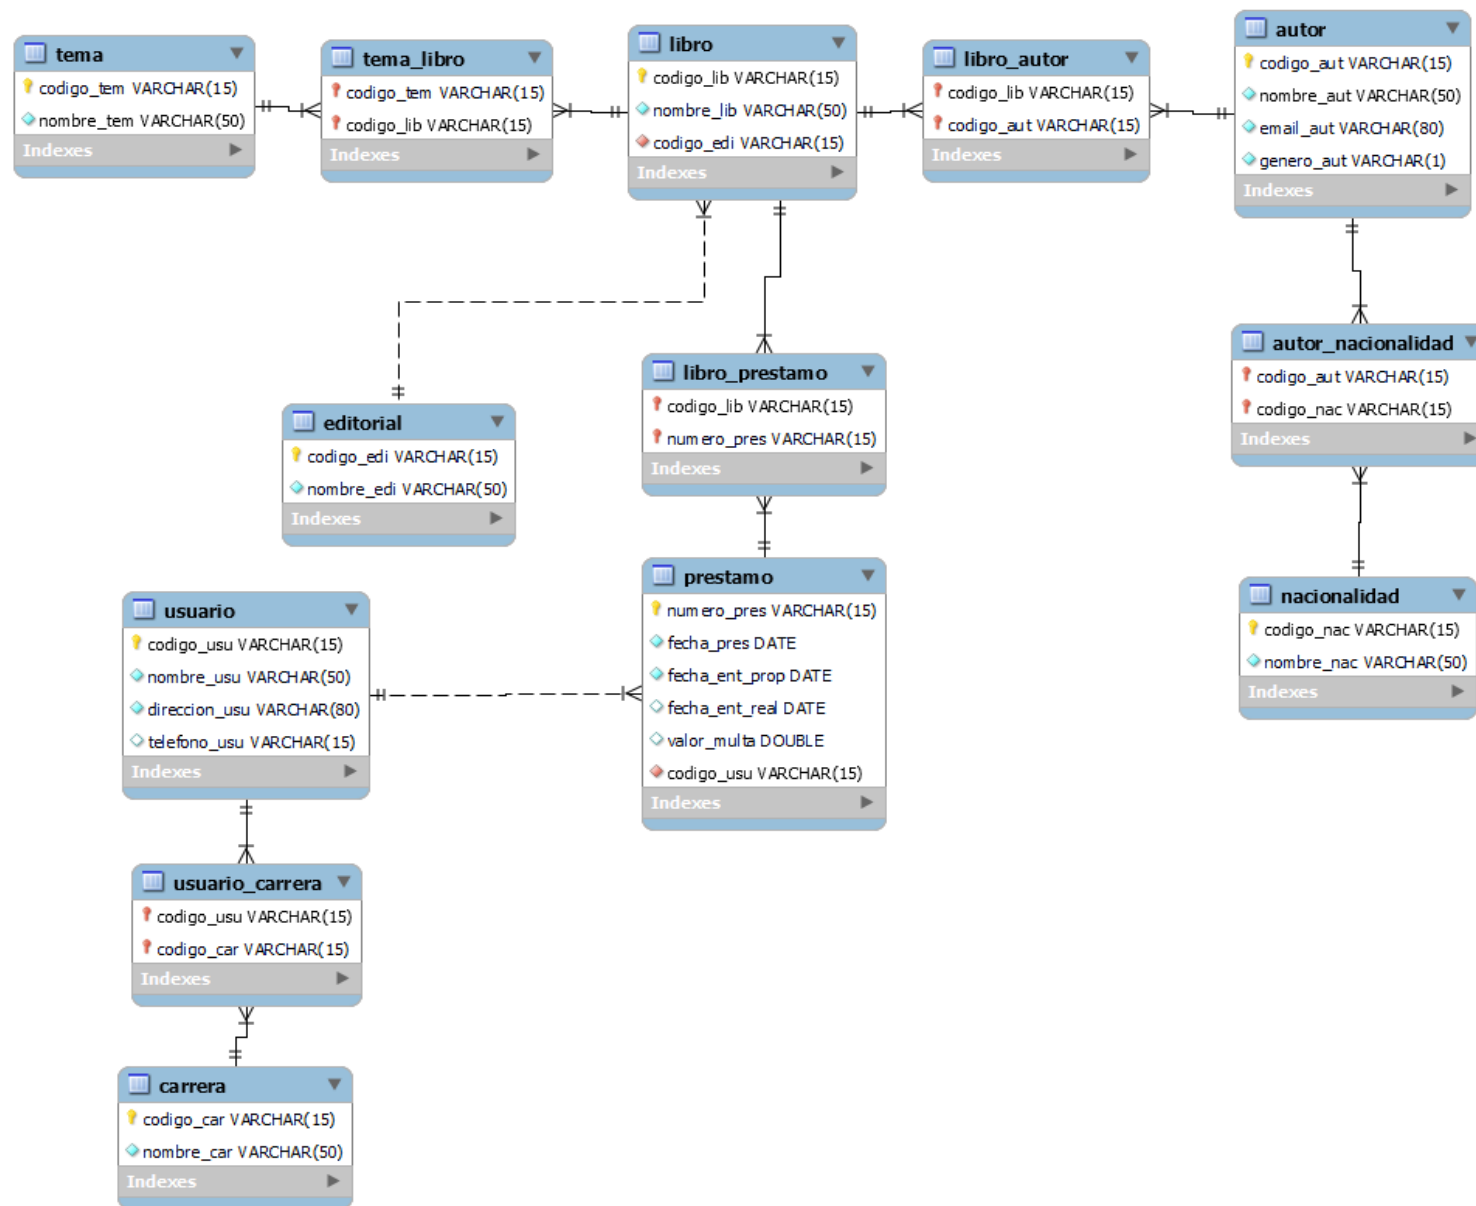 tema
codigo_tem VARCHAR(15)
nombre_tem VARCHAR(50)
Indexes
tema_libro
codigo_tem VARCHAR(15)
codigo_lib VARCHAR(15)
Indexes
libro
codigo_lib VARCHAR(15)
nombre_lib VARCHAR(50)
codigo_edi VARCHAR(15)
Indexes
libro_autor
codigo_lib VARCHAR(15)
codigo_aut VARCHAR(15)
Indexes
autor
codigo_aut VARCHAR(15)
nombre_aut VARCHAR(50)
email_aut VARCHAR(80)
genero_aut VARCHAR(1)
Indexes
editorial
codigo_edi VARCHAR(15)
nombre_edi VARCHAR(50)
Indexes
libro_prestamo
codigo_lib VARCHAR(15)
numero_pres VARCHAR(15)
Indexes
autor_nacionalidad
codigo_aut VARCHAR(15)
codigo_nac VARCHAR(15)
Indexes
usuario
codigo_usu VARCHAR(15)
nombre_usu VARCHAR(50)
direccion_usu VARCHAR(80)
telefono_usu VARCHAR(15)
Indexes
prestamo
numero_pres VARCHAR(15)
fecha_pres DATE
fecha_ent_prop DATE
fecha_ent_real DATE
valor_multa DOUBLE
codigo_usu VARCHAR(15)
Indexes
nacionalidad
codigo_nac VARCHAR(15)
nombre_nac VARCHAR(50)
Indexes
usuario_carrera
codigo_usu VARCHAR(15)
codigo_car VARCHAR(15)
Indexes
carrera
codigo_car VARCHAR(15)
nombre_car VARCHAR(50)
Indexes